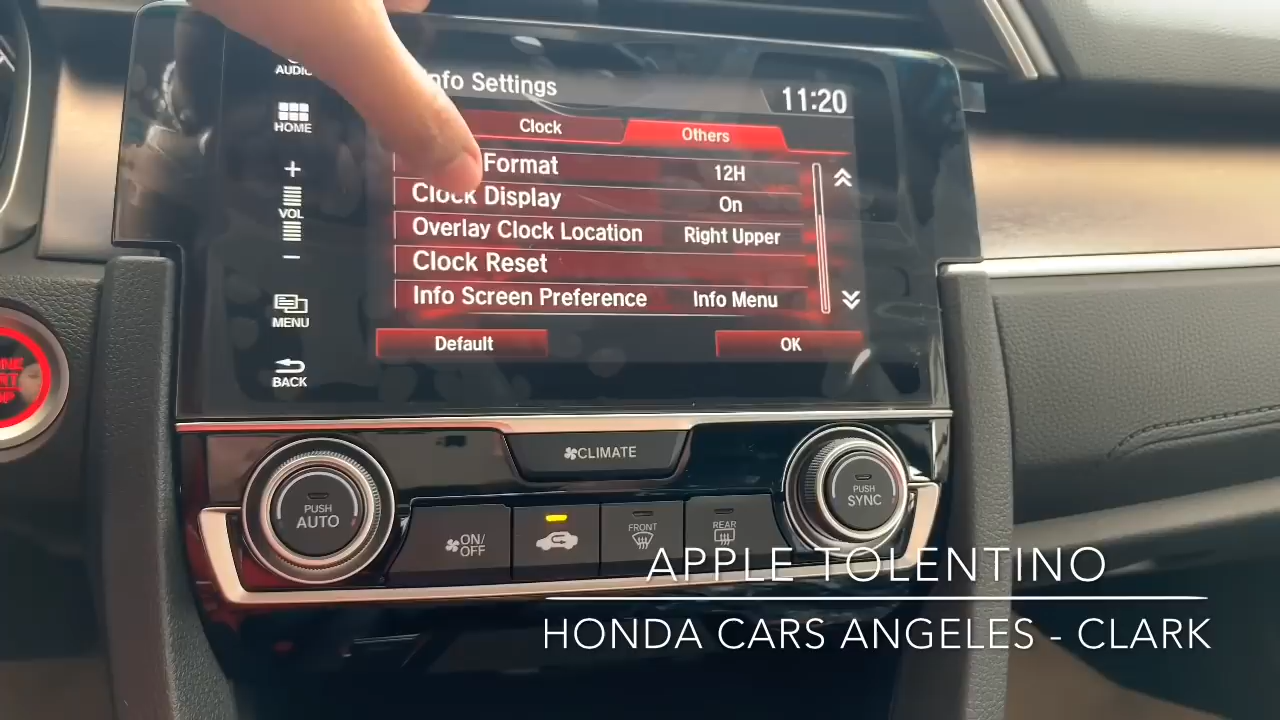 AUDIO
HOME
+
VOL
−
MENU
BACK
Info Settings
11:20
Clock
Others
Format
12H
Clock Display
On
Overlay Clock Location
Right Upper
Clock Reset
Info Screen Preference
Info Menu
Default
OK
CLIMATE
PUSH
AUTO
ON/
OFF
FRONT
REAR
PUSH
SYNC
APPLE TOLENTINO
HONDA CARS ANGELES - CLARK